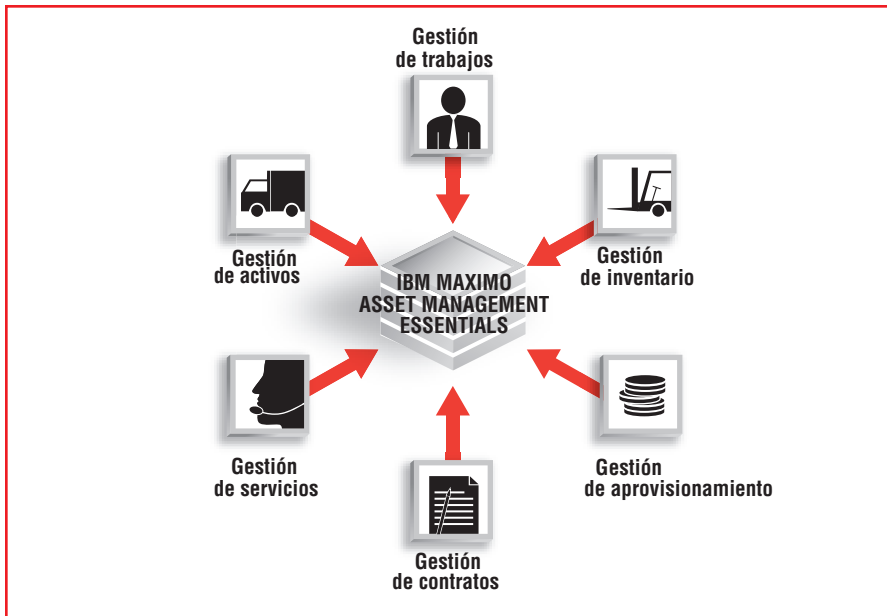 Gestión
de trabajos
Gestión
de activos
Gestión
de inventario
IBM MAXIMO
ASSET MANAGEMENT
ESSENTIALS
Gestión
de servicios
Gestión
de aprovisionamiento
Gestión
de contratos